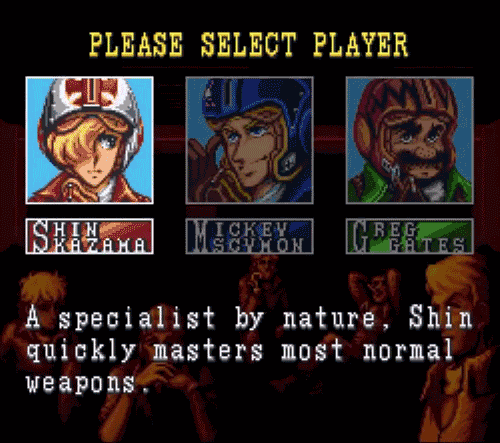 PLEASE SELECT PLAYER
SHIN KAZAMA
MICKEY SCYMON
GREG GATES
A specialist by nature, Shin
quickly masters most normal
weapons.